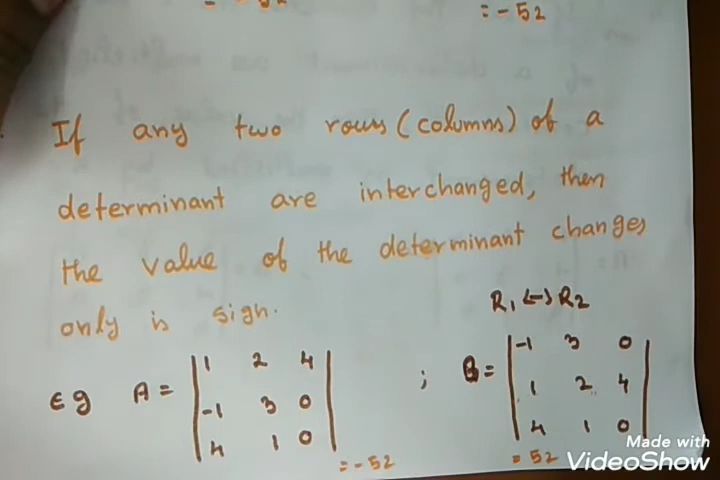 = - 52
If any two rows (columns) of a
determinant are interchanged, then
the value of the determinant changes
only is sign.
R₁ ↔ R₂
Eg A = | 1 2 4 | ; B = | -1 3 0 |
| -1 3 0 | | 1 2 4 |
| 4 1 0 | | 4 1 0 |
= - 52 = 52
Made with
VideoShow